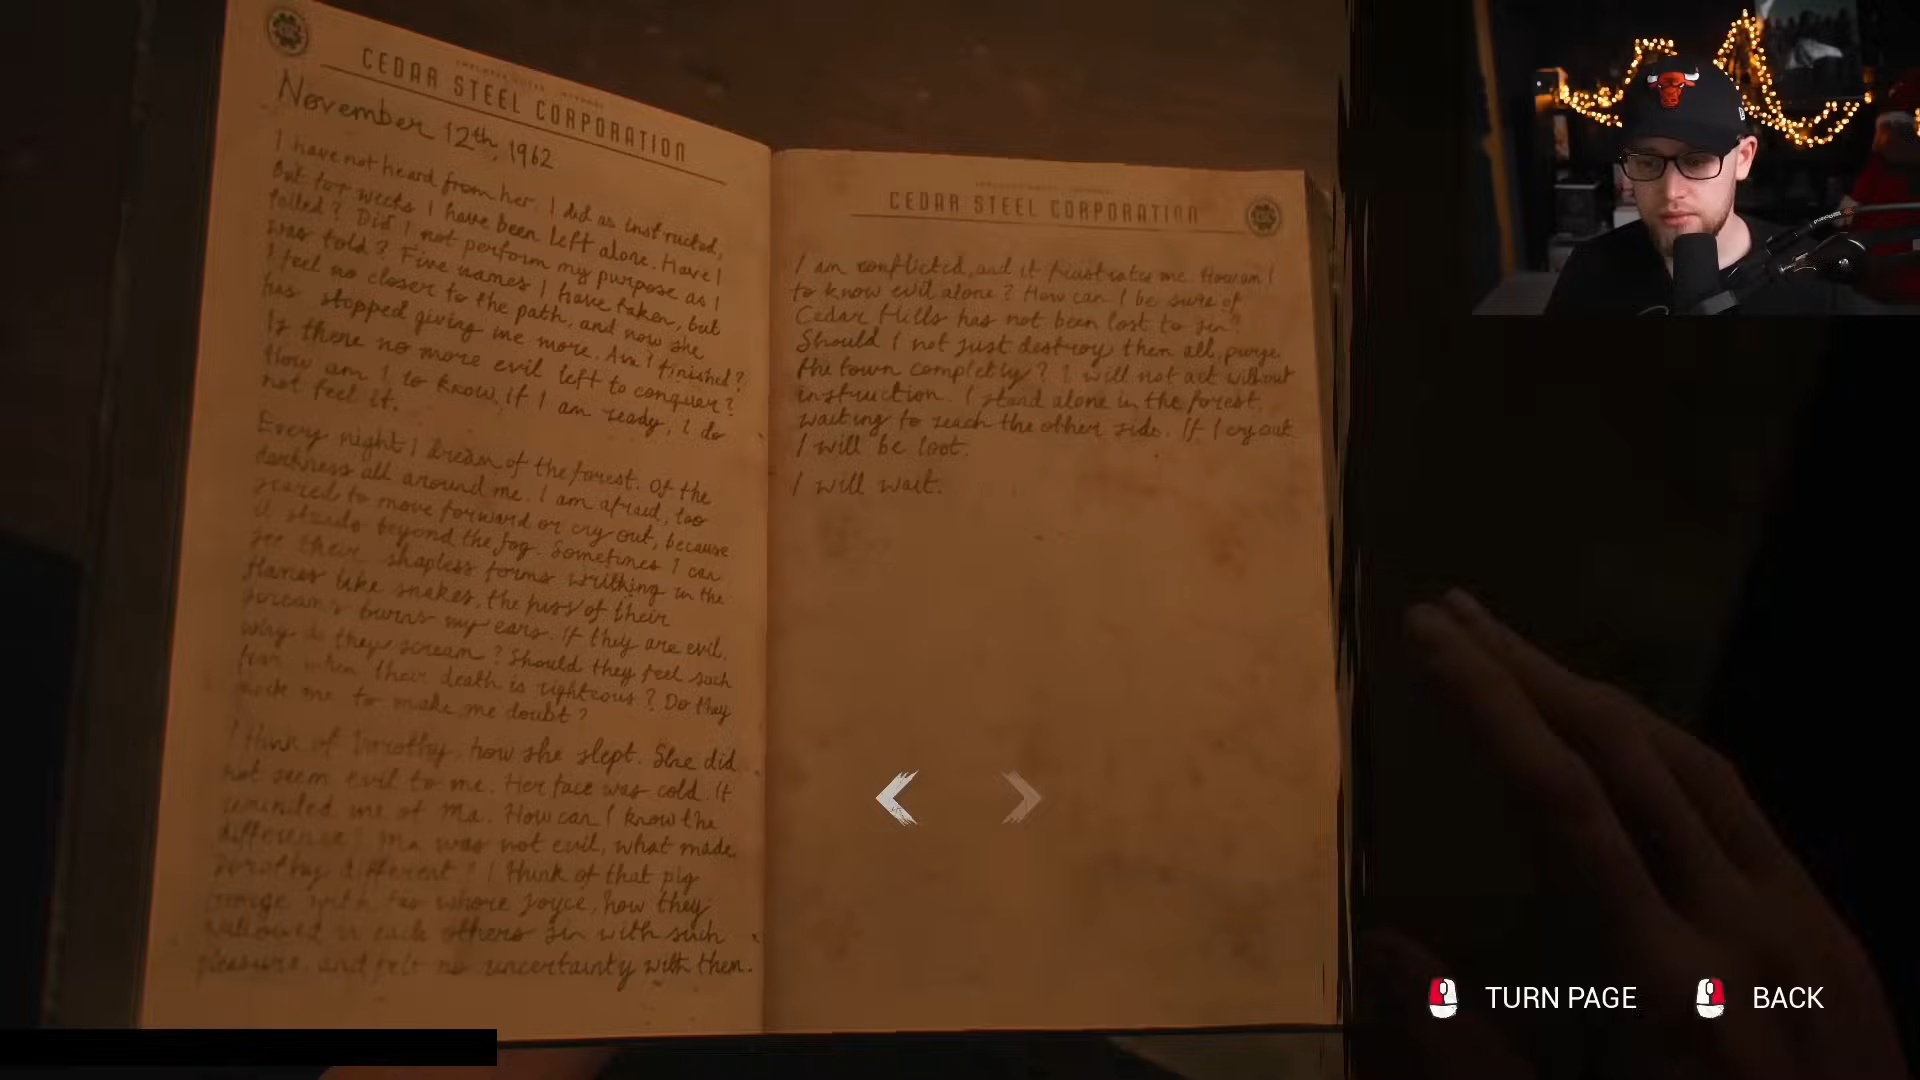 CEDAR STEEL CORPORATION
November 12th, 1962
I have not heard from her. I did as instructed,
But for weeks I have been left alone. Have I
failed? Did I not perform my purpose as I
was told? Five names I have taken, but
I feel no closer to the path, and now she
has stopped giving me more. Am I finished?
Is there no more evil left to conquer?
How am I to know if I am ready, I do
not feel it.
Every night I dream of the forest. Of the
darkness all around me. I am afraid, too
scared to move forward or cry out, because
it stands beyond the fog. Sometimes I can
see their shapless forms writhing in the
flames like snakes, the hiss of their
screams burns my ears. If they are evil,
why do they scream? Should they feel such
fear when their death is righteous? Do they
mock me to make me doubt?
I think of Dorothy, how she slept. She did
not seem evil to me. Her face was cold. It
reminded me of Ma. How can I know the
difference? Ma was not evil, what made
Dorothy different? I think of that pig
George with his whore Joyce, how they
wallowed in each others sin with such
pleasure, and felt no uncertainty with them.
CEDAR STEEL CORPORATION
I am conflicted, and it frustrates me. How am I
to know evil alone? How can I be sure of
Cedar Hills has not been lost to sin?
Should I not just destroy them all, purge
the town completly? I will not act without
instruction. I stand alone in the forest,
waiting to reach the other side. If I cry out
I will be lost.
I will wait.
TURN PAGE
BACK